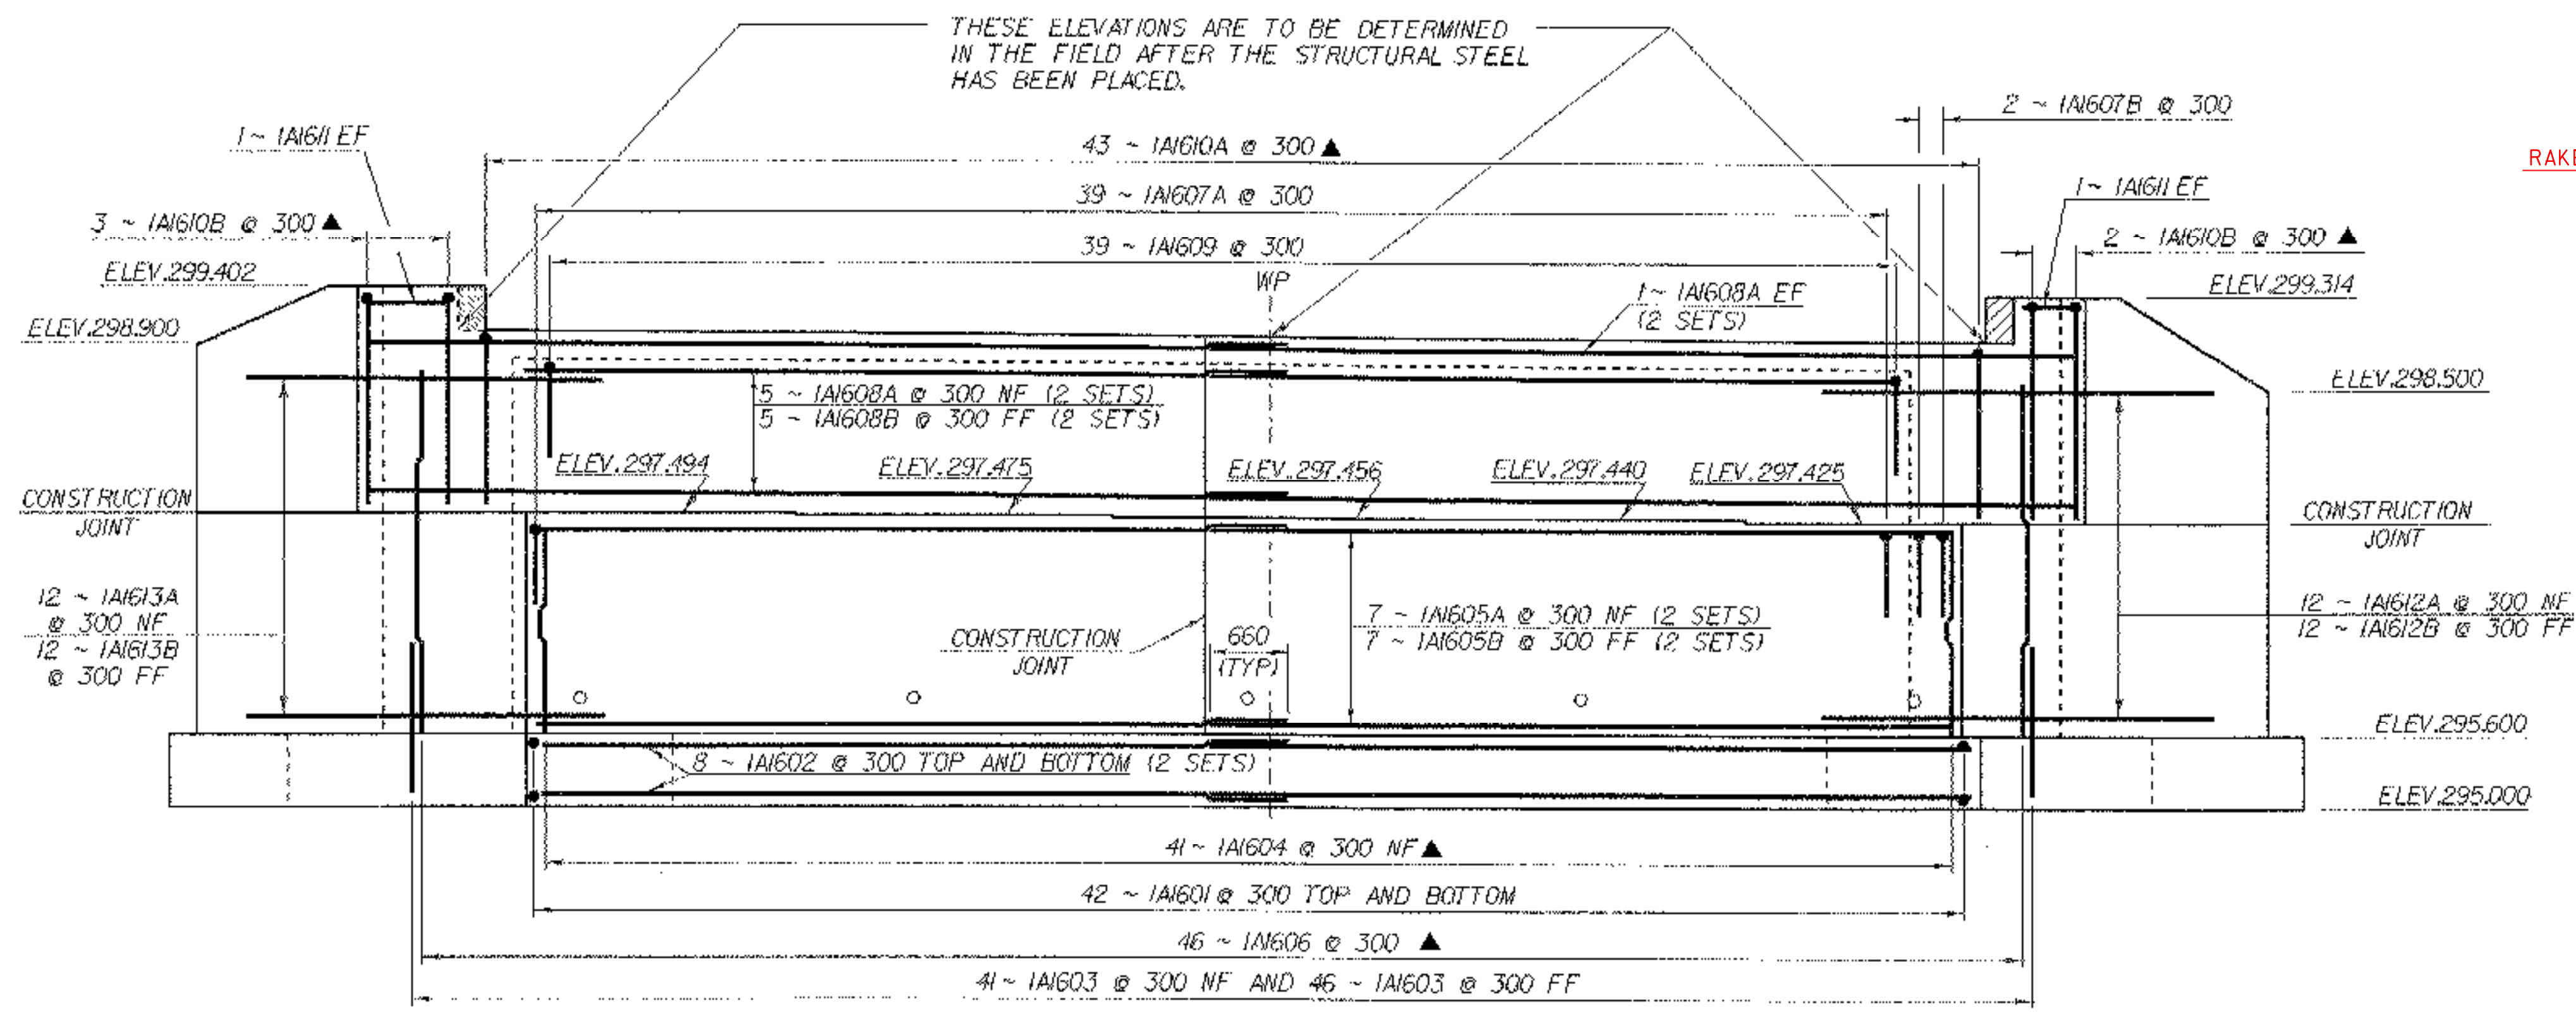 THESE ELEVATIONS ARE TO BE DETERMINED
IN THE FIELD AFTER THE STRUCTURAL STEEL
HAS BEEN PLACED.
2 ~ 1A1607B @ 300
1 ~ 1A1611 EF
43 ~ 1A1610A @ 300 ▲
RAKE
1 ~ 1A1611 EF
39 ~ 1A1607A @ 300
3 ~ 1A1610B @ 300 ▲
2 ~ 1A1610B @ 300 ▲
39 ~ 1A1609 @ 300
ELEV.299.402
WP
ELEV.299.314
1 ~ 1A1608A EF
(2 SETS)
ELEV.298.900
ELEV.298.500
5 ~ 1A1608A @ 300 NF (2 SETS)
5 ~ 1A1608B @ 300 FF (2 SETS)
ELEV.297.494
ELEV.297.475
ELEV.297.456
ELEV.297.440
ELEV.297.425
CONSTRUCTION
JOINT
CONSTRUCTION
JOINT
12 ~ 1A1613A
@ 300 NF
12 ~ 1A1613B
@ 300 FF
CONSTRUCTION
JOINT
660
(TYP)
7 ~ 1A1605A @ 300 NF (2 SETS)
7 ~ 1A1605B @ 300 FF (2 SETS)
12 ~ 1A1612A @ 300 NF
12 ~ 1A1612B @ 300 FF
ELEV.295.600
8 ~ 1A1602 @ 300 TOP AND BOTTOM (2 SETS)
ELEV.295.000
41 ~ 1A1604 @ 300 NF ▲
42 ~ 1A1601 @ 300 TOP AND BOTTOM
46 ~ 1A1606 @ 300 ▲
41 ~ 1A1603 @ 300 NF AND 46 ~ 1A1603 @ 300 FF